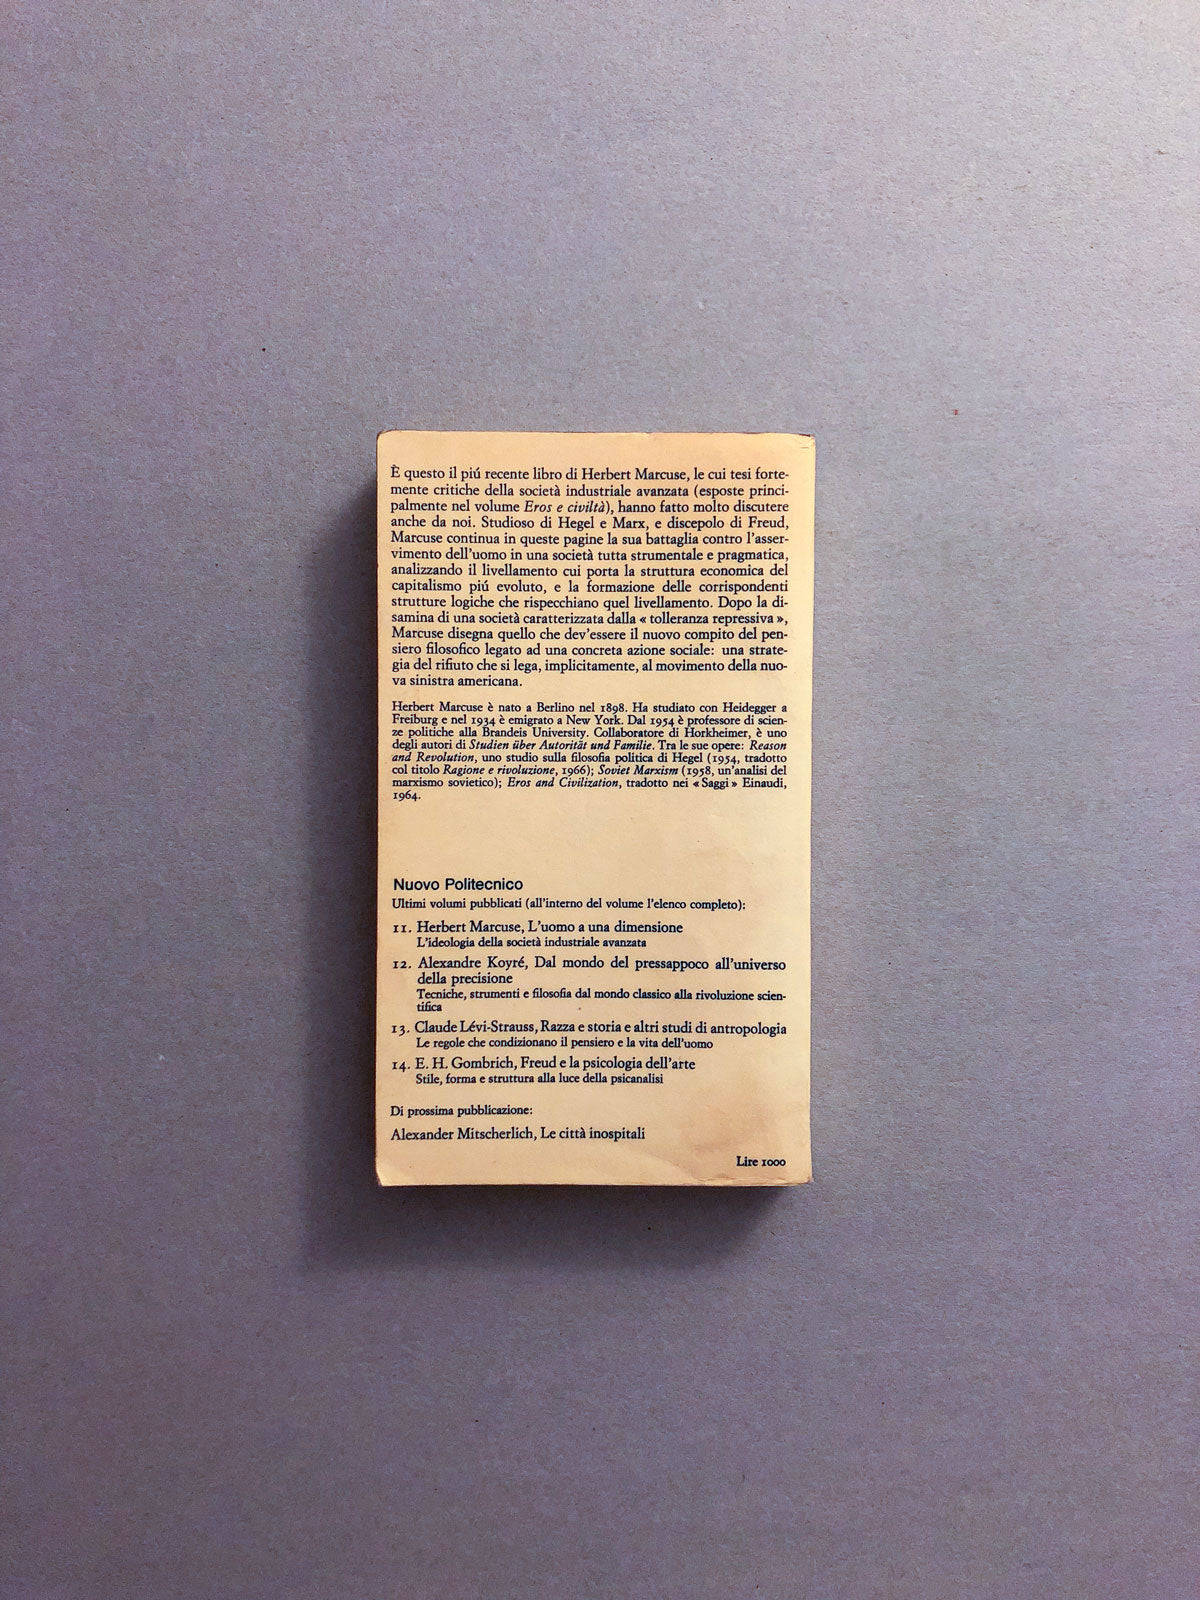 È questo il piú recente libro di Herbert Marcuse, le cui tesi forte-
mente critiche della società industriale avanzata (esposte princi-
palmente nel volume Eros e civiltà), hanno fatto molto discutere
anche da noi. Studioso di Hegel e Marx, e discepolo di Freud,
Marcuse continua in queste pagine la sua battaglia contro l'asser-
vimento dell'uomo in una società tutta strumentale e pragmatica,
analizzando il livellamento cui porta la struttura economica del
capitalismo piú evoluto, e la formazione delle corrispondenti
strutture logiche che rispecchiano quel livellamento. Dopo la di-
samina di una società caratterizzata dalla « tolleranza repressiva »,
Marcuse disegna quello che dev'essere il nuovo compito del pen-
siero filosofico legato ad una concreta azione sociale: una strate-
gia del rifiuto che si lega, implicitamente, al movimento della nuo-
va sinistra americana.
Herbert Marcuse è nato a Berlino nel 1898. Ha studiato con Heidegger a
Freiburg e nel 1934 è emigrato a New York. Dal 1954 è professore di scien-
ze politiche alla Brandeis University. Collaboratore di Horkheimer, è uno
degli autori di Studien über Autorität und Familie. Tra le sue opere: Reason
and Revolution, uno studio sulla filosofia politica di Hegel (1954, tradotto
col titolo Ragione e rivoluzione, 1966); Soviet Marxism (1958, un'analisi del
marxismo sovietico); Eros and Civilization, tradotto nei « Saggi » Einaudi,
1964.
Nuovo Politecnico
Ultimi volumi pubblicati (all'interno del volume l'elenco completo):
11. Herbert Marcuse, L'uomo a una dimensione
L'ideologia della società industriale avanzata
12. Alexandre Koyré, Dal mondo del pressappoco all'universo
della precisione
Tecniche, strumenti e filosofia dal mondo classico alla rivoluzione scien-
tifica
13. Claude Lévi-Strauss, Razza e storia e altri studi di antropologia
Le regole che condizionano il pensiero e la vita dell'uomo
14. E. H. Gombrich, Freud e la psicologia dell'arte
Stile, forma e struttura alla luce della psicanalisi
Di prossima pubblicazione:
Alexander Mitscherlich, Le città inospitali
Lire 1000